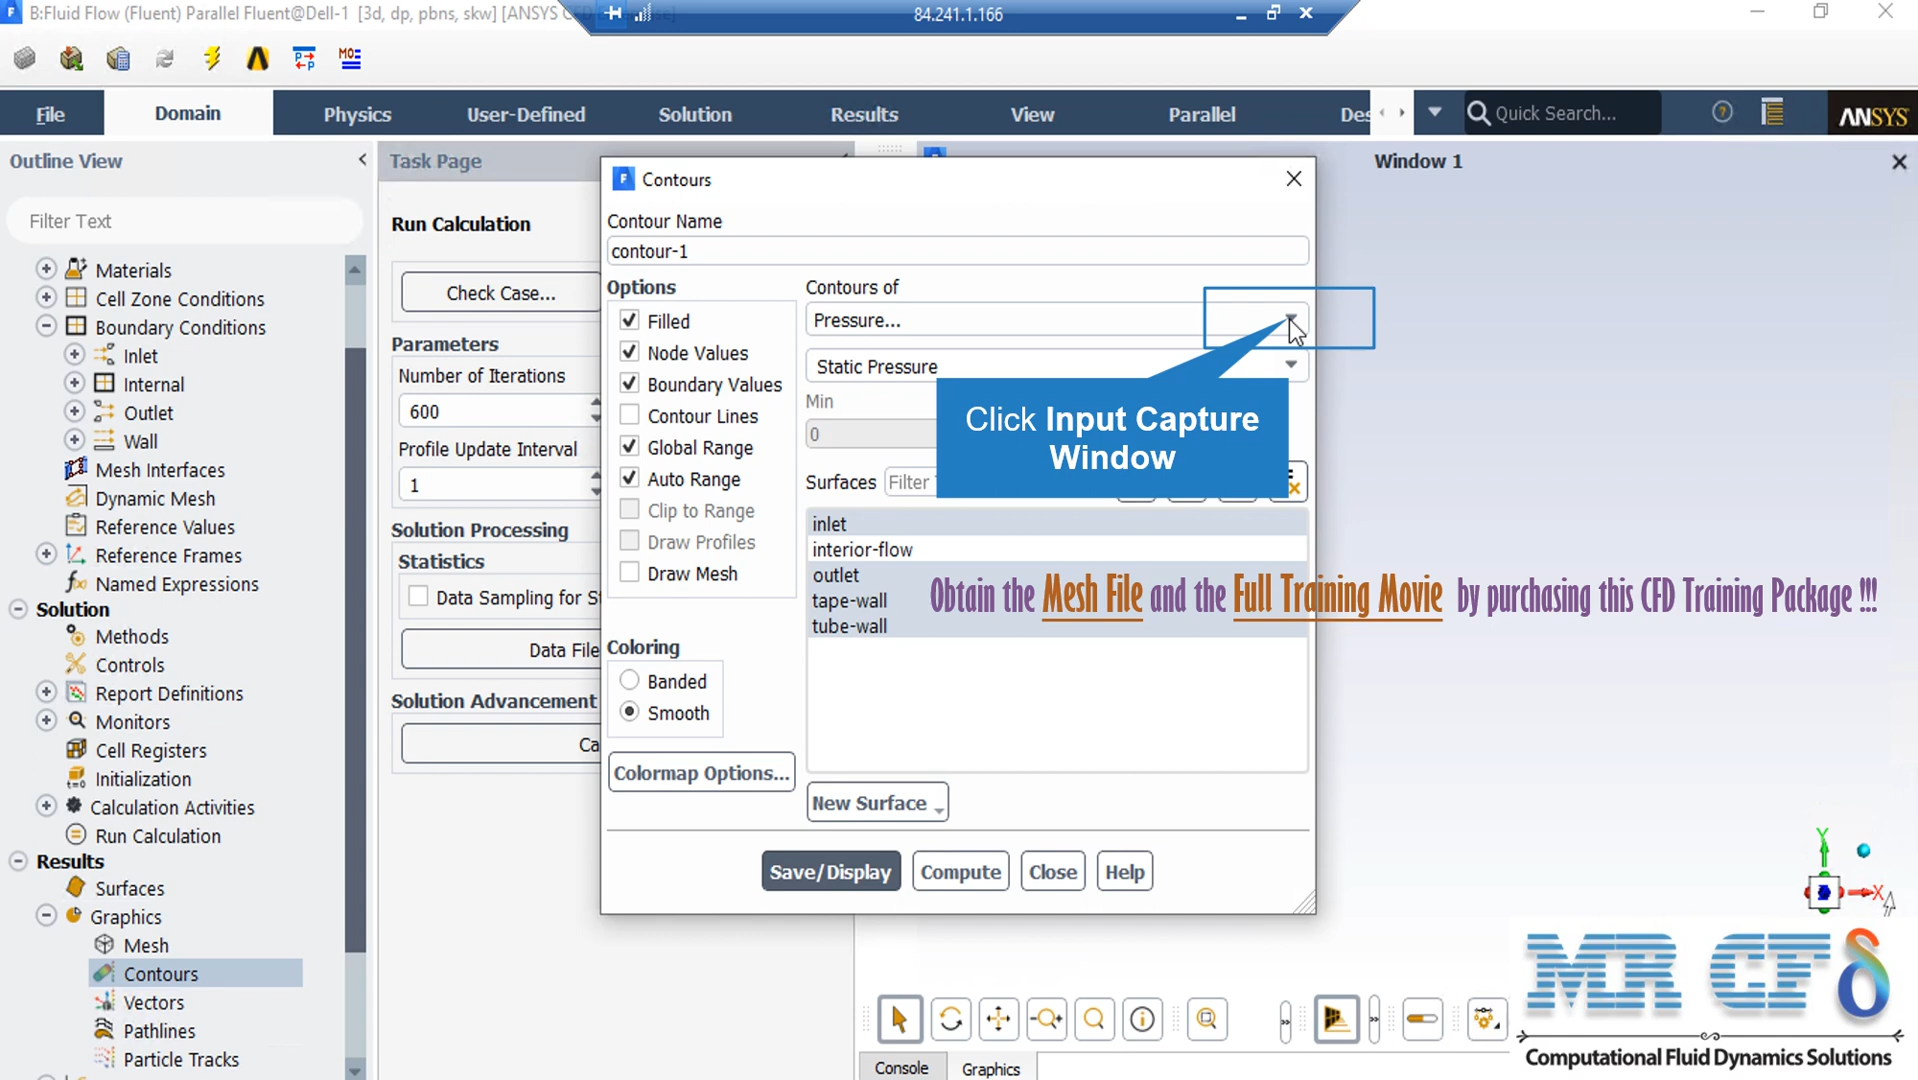 B:Fluid Flow (Fluent) Parallel Fluent@Dell-1 [3d, dp, pbns, skw] [ANSYS CFD
84.241.1.166
File
Domain
Physics
User-Defined
Solution
Results
View
Parallel
Des
Quick Search...
ANSYS
Outline View
Filter Text
Materials
Cell Zone Conditions
Boundary Conditions
Inlet
Internal
Outlet
Wall
Mesh Interfaces
Dynamic Mesh
Reference Values
Reference Frames
Named Expressions
Solution
Methods
Controls
Report Definitions
Monitors
Cell Registers
Initialization
Calculation Activities
Run Calculation
Results
Surfaces
Graphics
Mesh
Contours
Vectors
Pathlines
Particle Tracks
Task Page
Run Calculation
Check Case...
Parameters
Number of Iterations
600
Profile Update Interval
1
Solution Processing
Statistics
Data Sampling for St
Data File
Solution Advancement
Ca
Contours
Contour Name
contour-1
Options
Filled
Node Values
Boundary Values
Contour Lines
Global Range
Auto Range
Clip to Range
Draw Profiles
Draw Mesh
Coloring
Banded
Smooth
Colormap Options...
Contours of
Pressure...
Static Pressure
Min
0
Click Input Capture
Window
Surfaces
Filter
inlet
interior-flow
outlet
tape-wall
tube-wall
New Surface
Save/Display
Compute
Close
Help
Window 1
Obtain the Mesh File and the Full Training Movie by purchasing this CFD Training Package !!!
Y
X
Console
Graphics
MR CFδ
Computational Fluid Dynamics Solutions